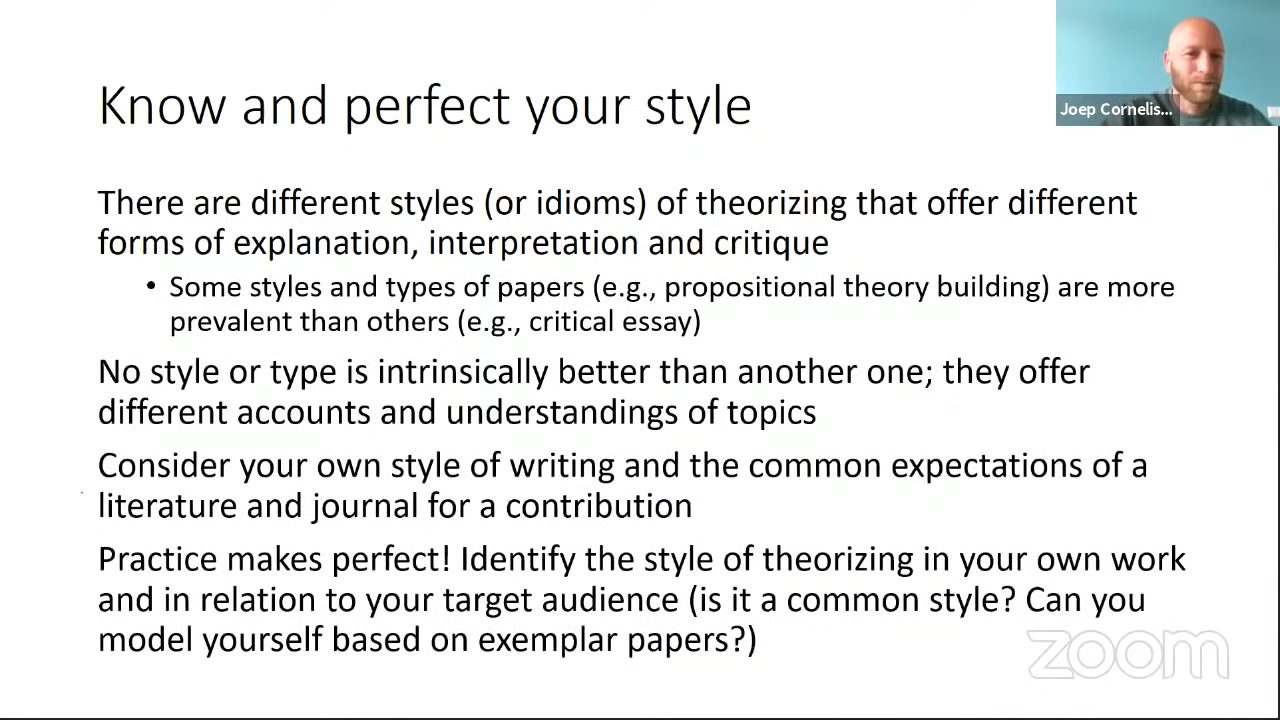 Know and perfect your style
Joep Cornelis...
There are different styles (or idioms) of theorizing that offer different
forms of explanation, interpretation and critique
• Some styles and types of papers (e.g., propositional theory building) are more
prevalent than others (e.g., critical essay)
No style or type is intrinsically better than another one; they offer
different accounts and understandings of topics
Consider your own style of writing and the common expectations of a
literature and journal for a contribution
Practice makes perfect! Identify the style of theorizing in your own work
and in relation to your target audience (is it a common style? Can you
model yourself based on exemplar papers?)
zoom